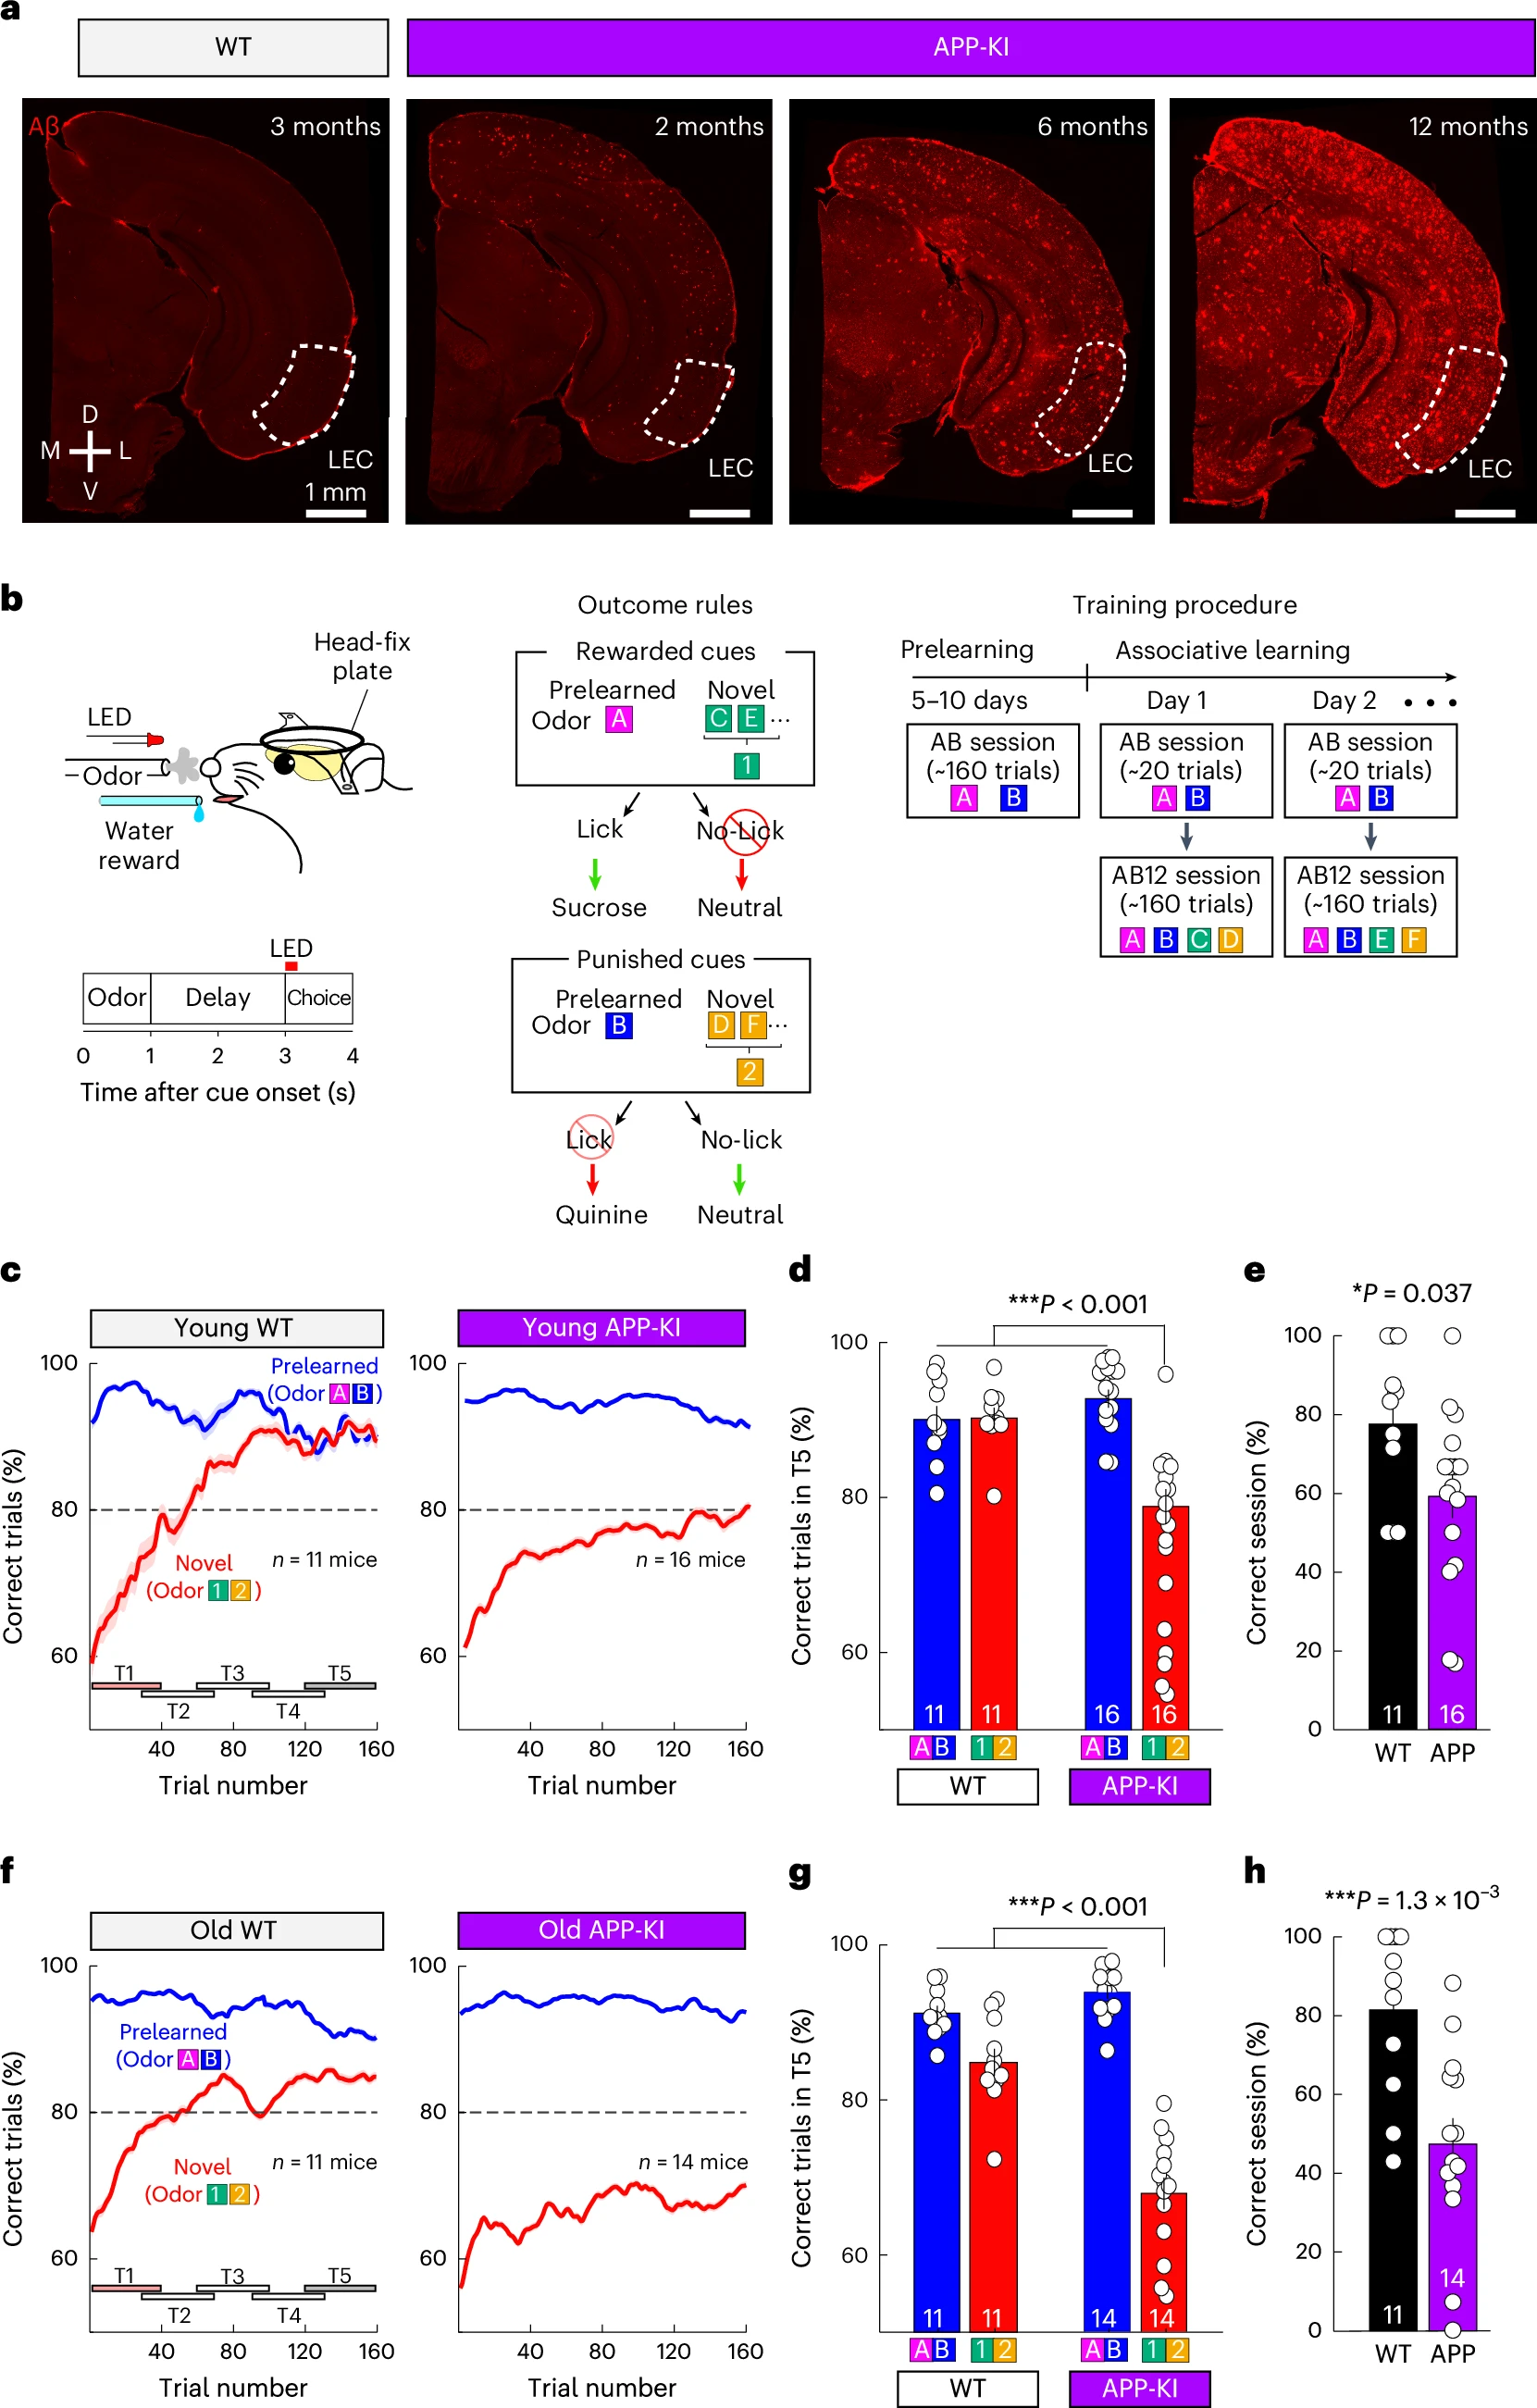 a
WT
APP-KI
Aβ
3 months
2 months
6 months
12 months
D
M L
V
LEC
1 mm
LEC
LEC
LEC
b
Head-fix
plate
LED
Odor
Water
reward
LED
Odor Delay Choice
0 1 2 3 4
Time after cue onset (s)
Outcome rules
Rewarded cues
Prelearned Novel
Odor A C E ...
1
Lick No-Lick
Sucrose Neutral
Punished cues
Prelearned Novel
Odor B D F ...
2
Lick No-lick
Quinine Neutral
Training procedure
Prelearning Associative learning
5–10 days Day 1 Day 2 • • •
AB session
(~160 trials)
A B
AB session
(~20 trials)
A B
AB session
(~20 trials)
A B
AB12 session
(~160 trials)
A B C D
AB12 session
(~160 trials)
A B E F
c
Young WT
Correct trials (%)
100
80
60
Prelearned
(Odor A B )
Novel
(Odor 1 2 )
n = 11 mice
T1 T3 T5
T2 T4
40 80 120 160
Trial number
Young APP-KI
100
80
60
n = 16 mice
40 80 120 160
Trial number
d
***P < 0.001
Correct trials in T5 (%)
100
80
60
11 11 16 16
A B 1 2 A B 1 2
WT APP-KI
e
*P = 0.037
Correct session (%)
100
80
60
40
20
0
11 16
WT APP
f
Old WT
Correct trials (%)
100
80
60
Prelearned
(Odor A B )
Novel
(Odor 1 2 )
n = 11 mice
T1 T3 T5
T2 T4
40 80 120 160
Trial number
Old APP-KI
100
80
60
n = 14 mice
40 80 120 160
Trial number
g
***P < 0.001
Correct trials in T5 (%)
100
80
60
11 11 14 14
A B 1 2 A B 1 2
WT APP-KI
h
***P = 1.3 × 10⁻³
Correct session (%)
100
80
60
40
20
0
11 14
WT APP